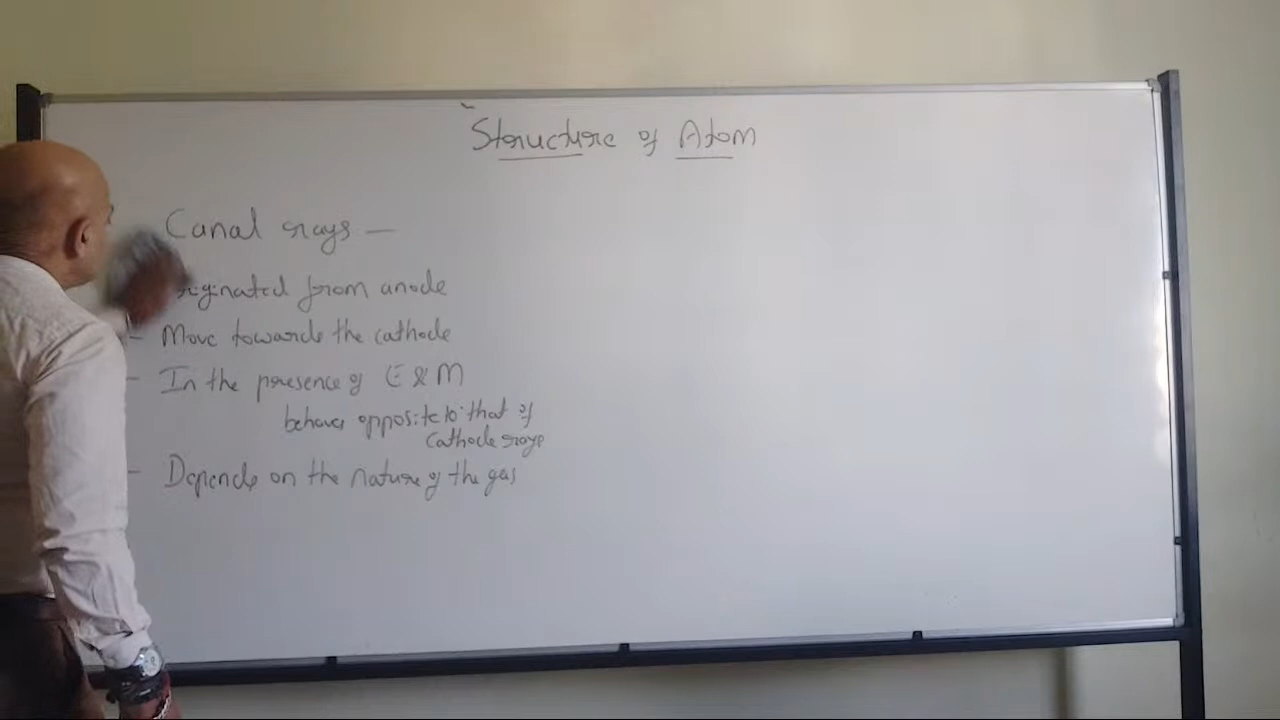 Structure of Atom
Canal rays —
originated from anode
- Move towards the cathode
- In the presence of E & M
behaves opposite to that of
cathode rays
- Depends on the nature of the gas